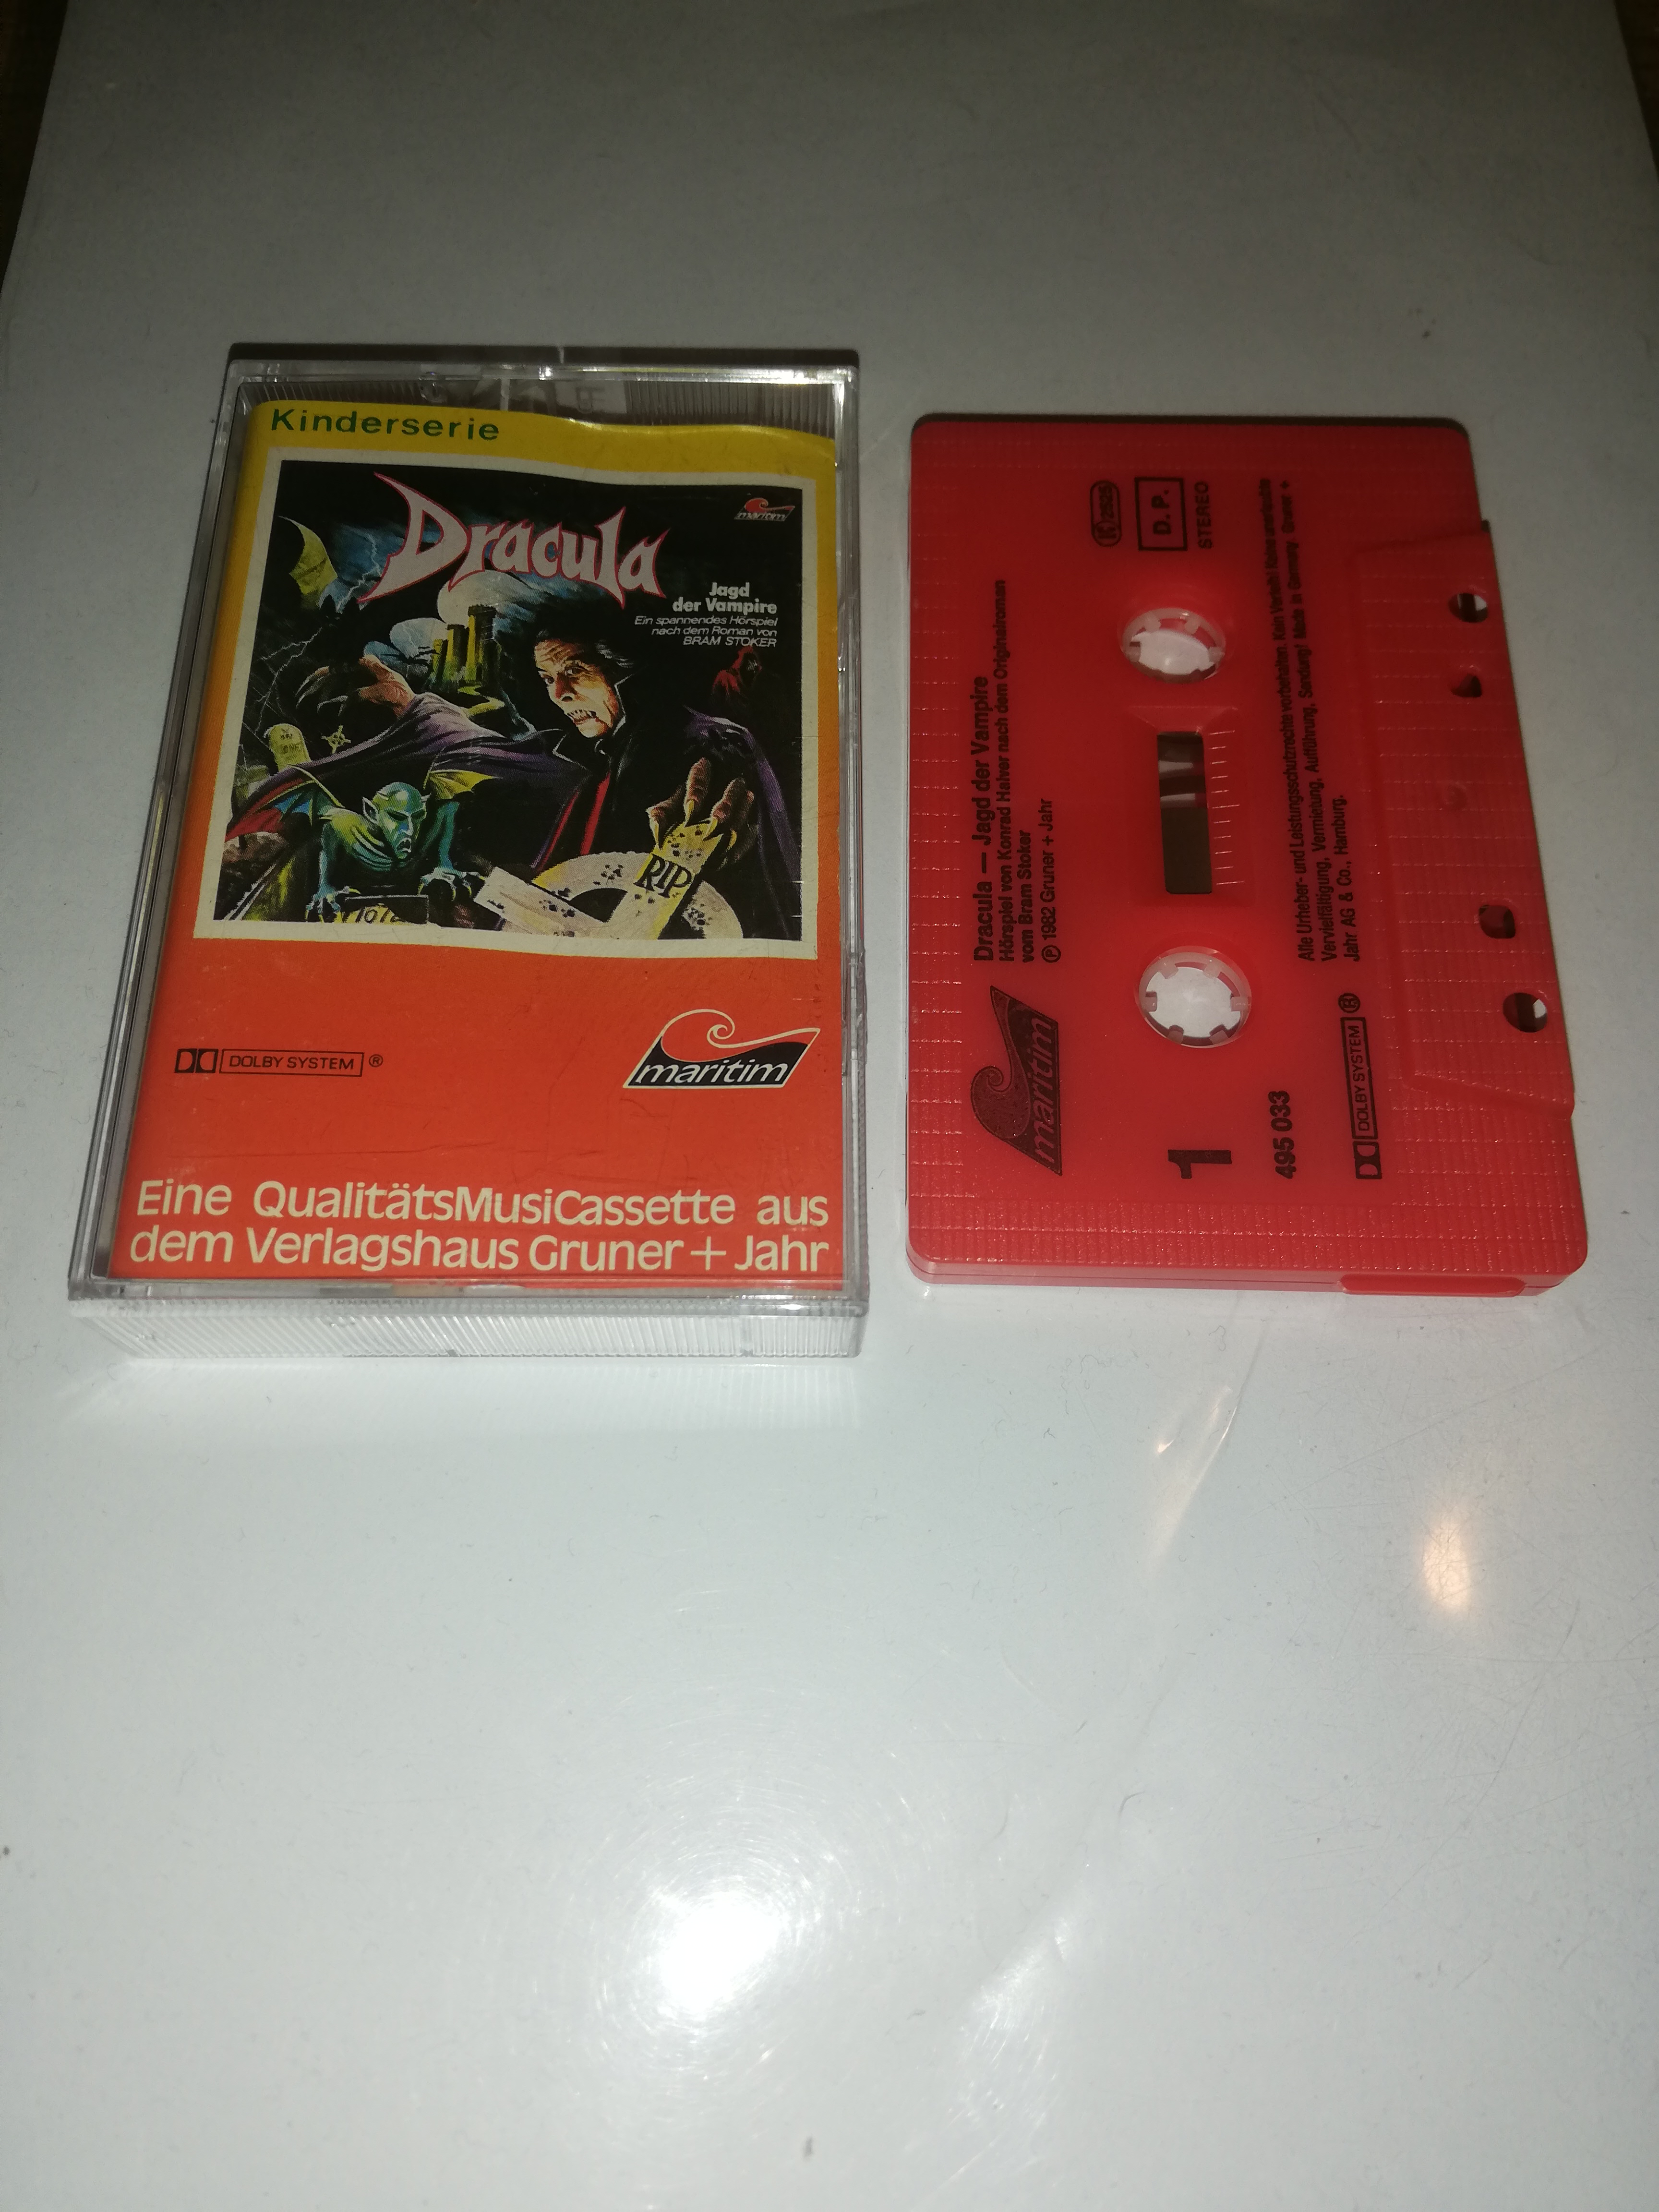 Kinderserie
Dracula
maritim
Jagd
der Vampire
Ein spannendes Hörspiel
nach dem Roman von
BRAM STOKER
RIP
DOLBY SYSTEM ®
maritim
Eine QualitätsMusiCassette aus
dem Verlagshaus Gruner + Jahr
maritim
Dracula – Jagd der Vampire
Hörspiel von Konrad Halver nach dem Originalroman
vom Bram Stoker
℗ 1982 Gruner + Jahr
D. P.
STEREO
1
495 033
Alle Urheber- und Leistungsschutzrechte vorbehalten. Kein Verleih! Keine unerlaubte
Vervielfältigung, Vermietung, Aufführung, Sendung! Made in Germany · Gruner +
Jahr AG & Co., Hamburg.
DOLBY SYSTEM ®